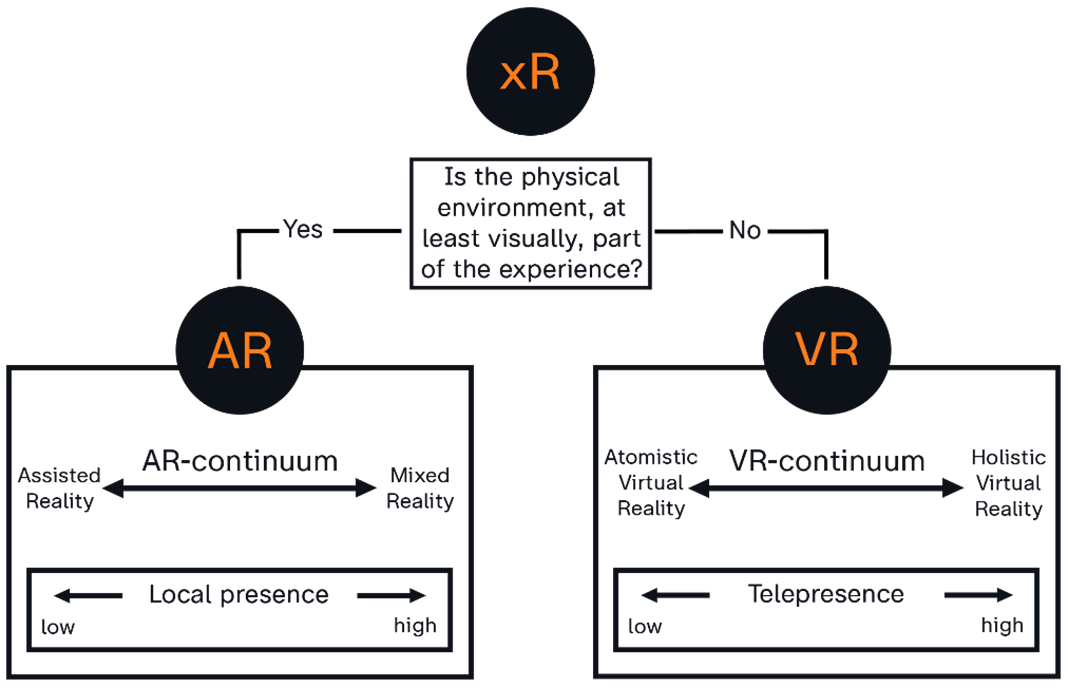 xR
Is the physical
environment, at
least visually, part
of the experience?
Yes
No
AR
VR
AR-continuum
Assisted
Reality
Mixed
Reality
Local presence
low
high
VR-continuum
Atomistic
Virtual
Reality
Holistic
Virtual
Reality
Telepresence
low
high